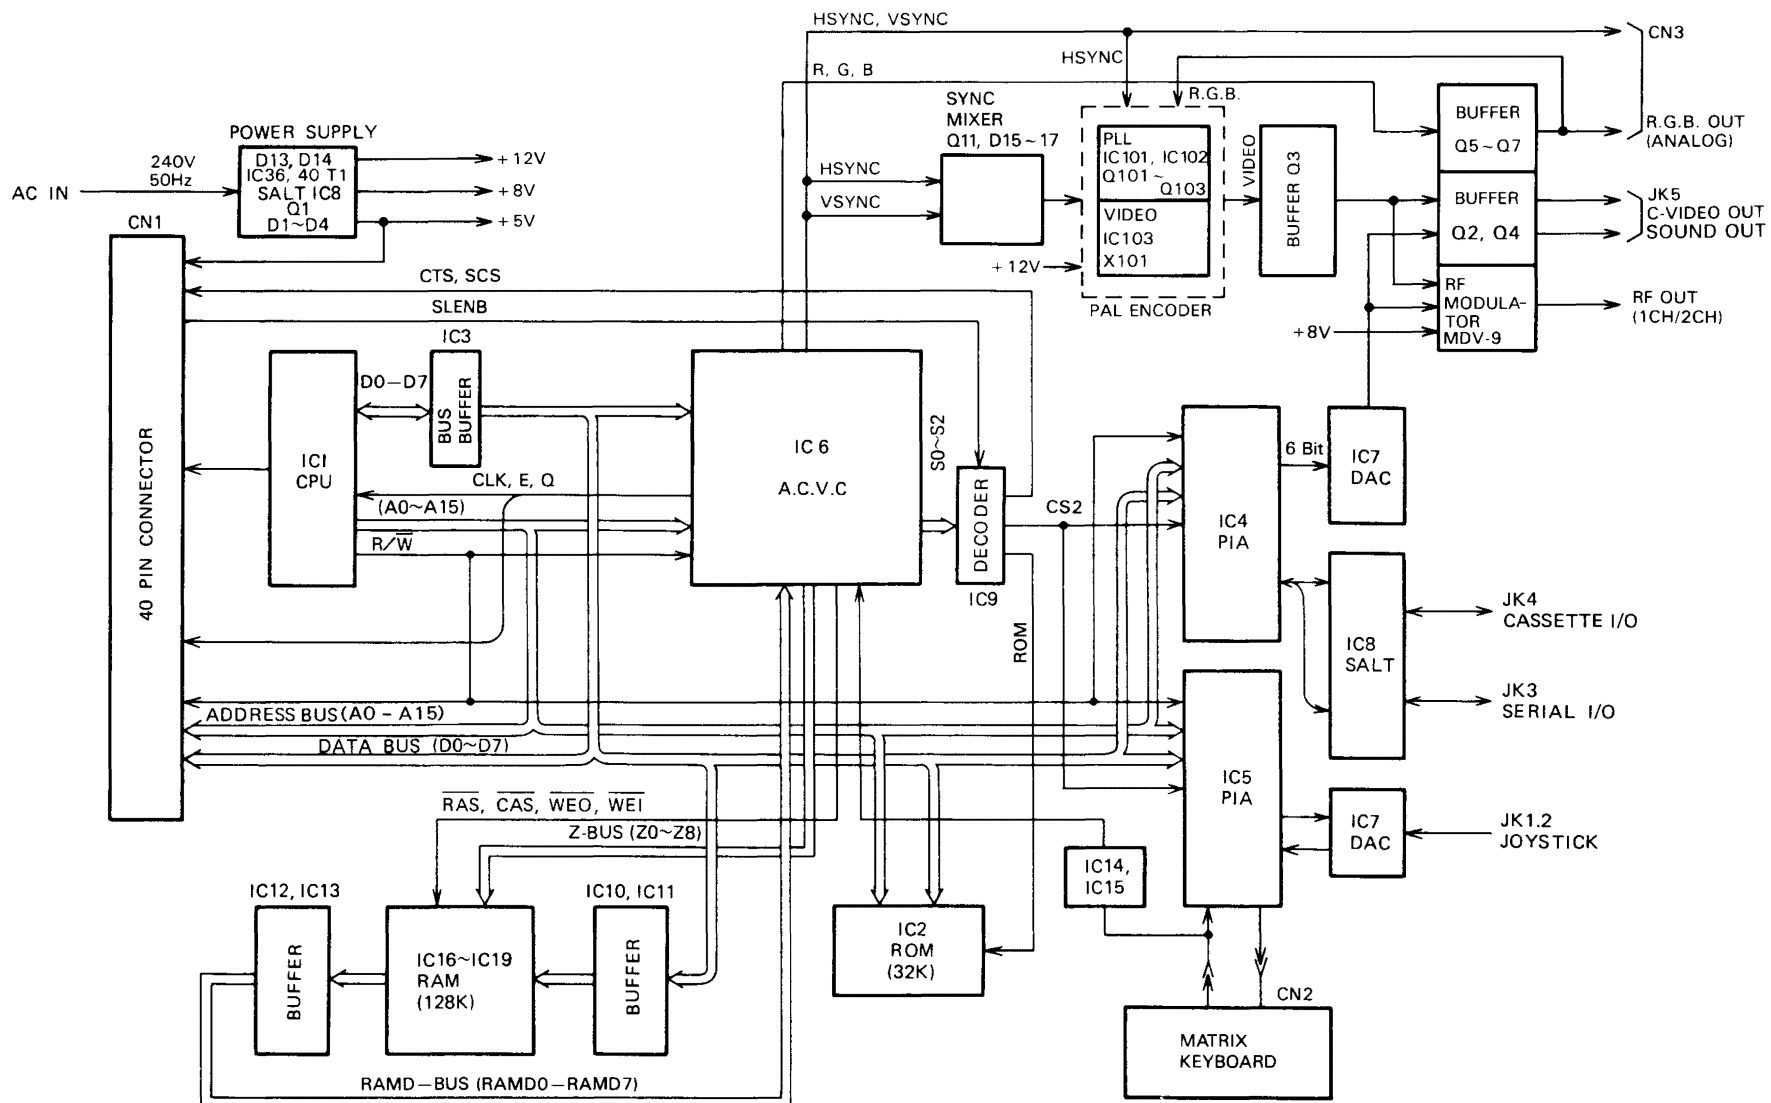 HSYNC, VSYNC
CN3
HSYNC
R, G, B
R.G.B.
SYNC
MIXER
Q11, D15~17
BUFFER
Q5~Q7
R.G.B. OUT
(ANALOG)
POWER SUPPLY
D13, D14
IC36, 40 T1
SALT IC8
Q1
D1~D4
240V
50Hz
AC IN
+12V
+8V
+5V
PLL
IC101, IC102
Q101~
Q103
VIDEO
IC103
X101
PAL ENCODER
+12V
HSYNC
VSYNC
VIDEO
BUFFER Q3
BUFFER
Q2, Q4
JK5
C-VIDEO OUT
SOUND OUT
RF
MODULA-
TOR
MDV-9
+8V
RF OUT
(1CH/2CH)
CN1
40 PIN CONNECTOR
CTS, SCS
SLENB
IC3
BUS
BUFFER
D0—D7
IC1
CPU
CLK, E, Q
(A0~A15)
R/W̅
IC6
A.C.V.C
S0~S2
DECODER
IC9
CS2
ROM
6 Bit
IC4
PIA
IC7
DAC
IC8
SALT
JK4
CASSETTE I/O
JK3
SERIAL I/O
ADDRESS BUS (A0 – A15)
DATA BUS (D0~D7)
IC5
PIA
IC7
DAC
JK1.2
JOYSTICK
R̅A̅S̅, C̅A̅S̅, W̅E̅O̅, W̅E̅I̅
Z-BUS (Z0~Z8)
IC14,
IC15
IC12, IC13
BUFFER
IC16~IC19
RAM
(128K)
IC10, IC11
BUFFER
IC2
ROM
(32K)
CN2
MATRIX
KEYBOARD
RAMD—BUS (RAMD0—RAMD7)